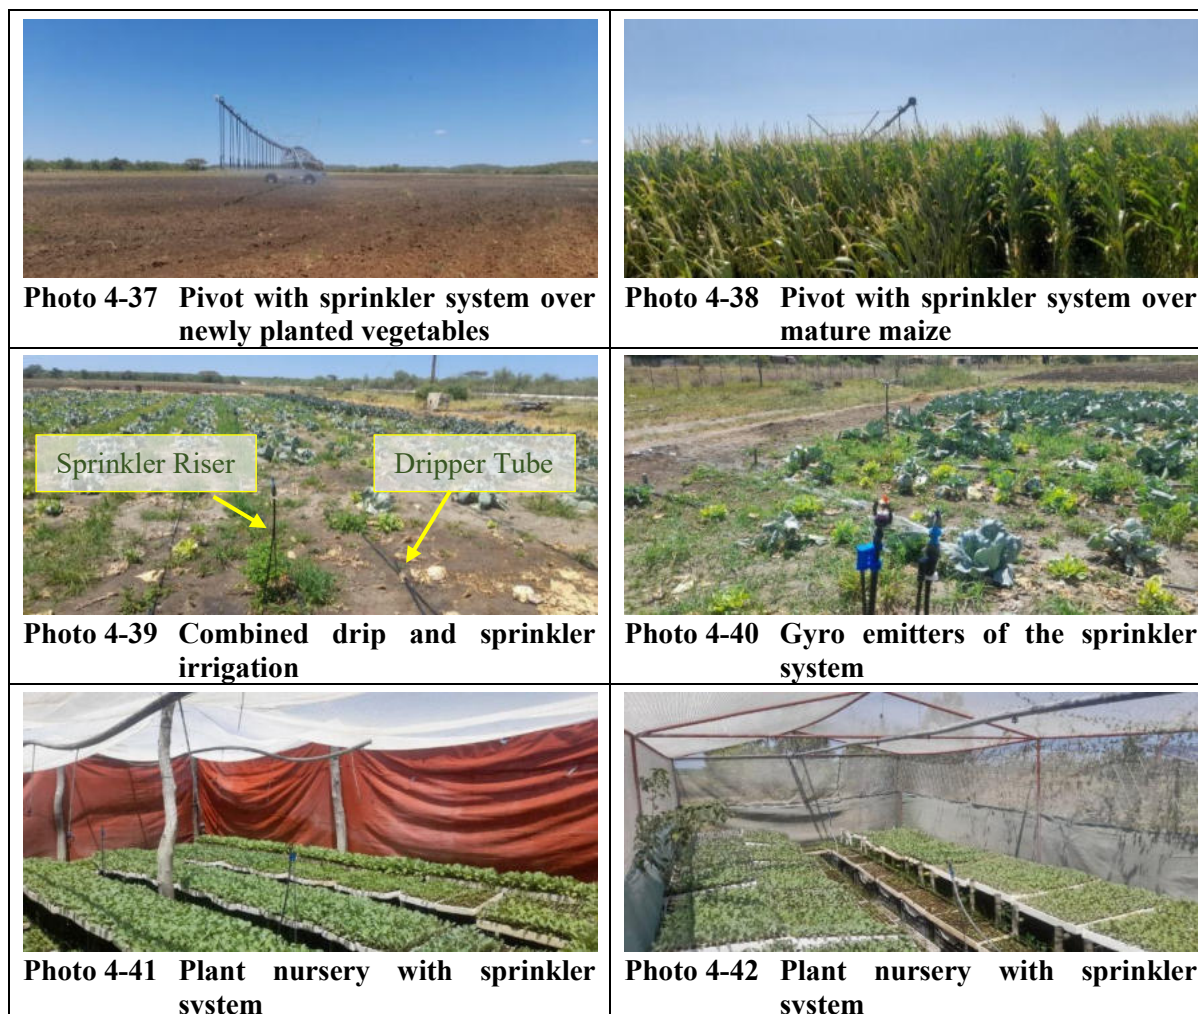 Photo 4-37 Pivot with sprinkler system over
newly planted vegetables
Photo 4-38 Pivot with sprinkler system over
mature maize
Sprinkler Riser
Dripper Tube
Photo 4-39 Combined drip and sprinkler
irrigation
Photo 4-40 Gyro emitters of the sprinkler
system
Photo 4-41 Plant nursery with sprinkler
system
Photo 4-42 Plant nursery with sprinkler
system